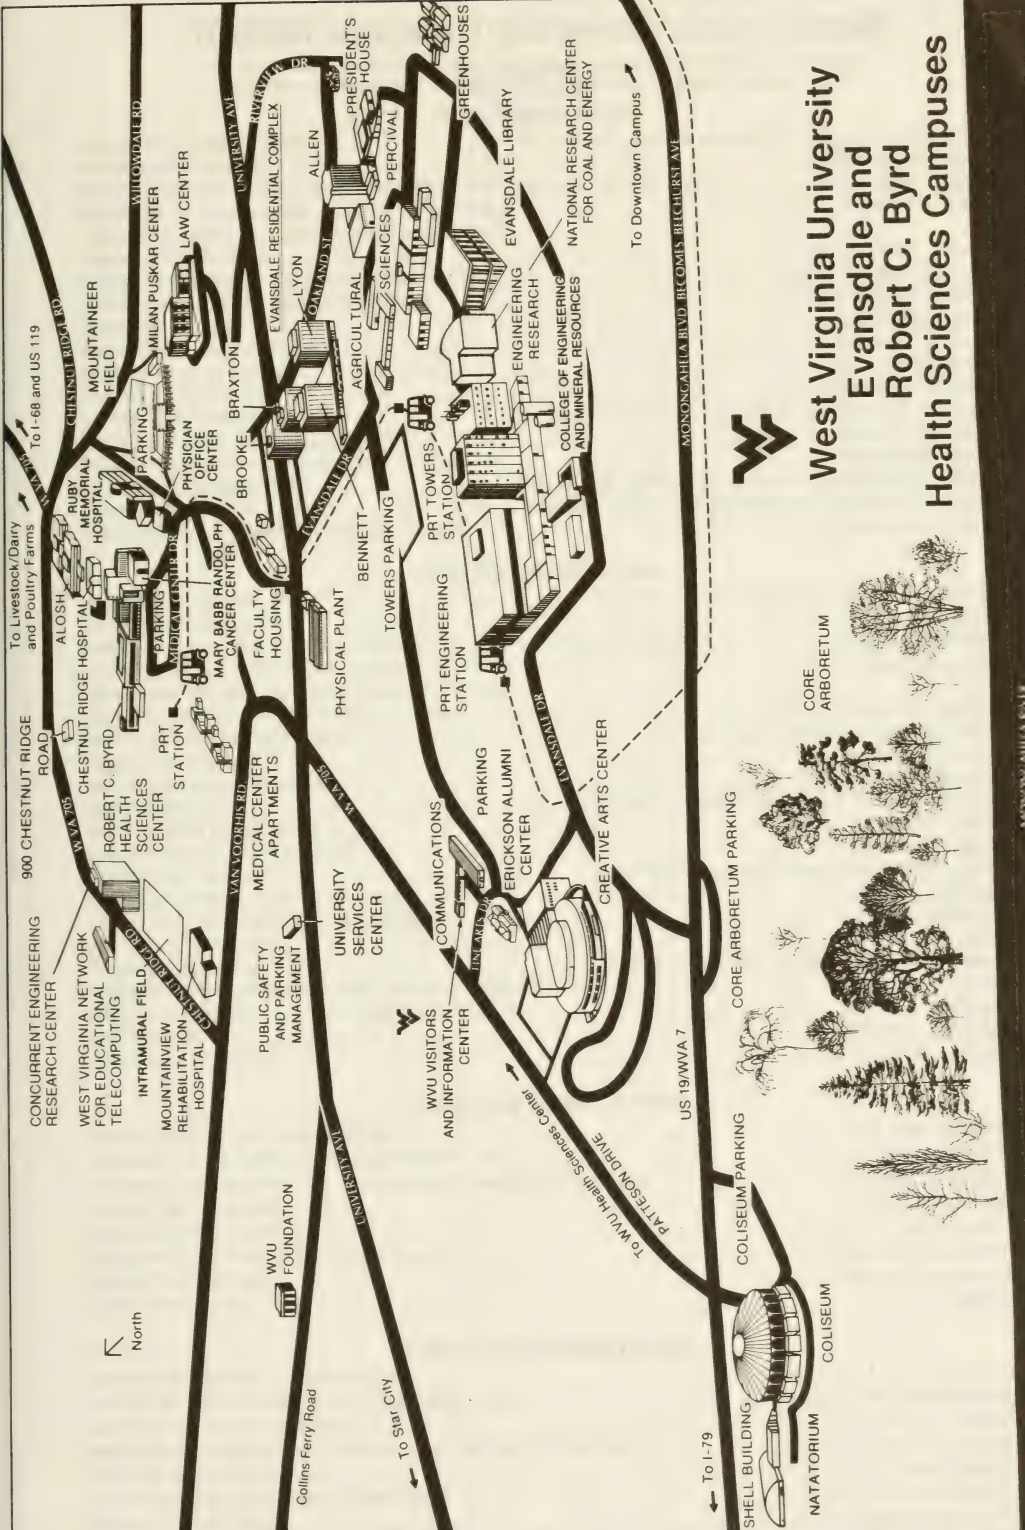 To I-79
To Star City
Collins Ferry Road
North
SHELL BUILDING
NATATORIUM
COLISEUM
COLISEUM PARKING
WVU
FOUNDATION
UNIVERSITY AVE
To WVU Health Sciences Center
PATTESON DRIVE
US 19/WVA 7
CONCURRENT ENGINEERING
RESEARCH CENTER
WEST VIRGINIA NETWORK
FOR EDUCATIONAL
TELECOMPUTING
INTRAMURAL FIELD
MOUNTAINVIEW
REHABILITATION
HOSPITAL
CHESTNUT RIDGE RD
PUBLIC SAFETY
AND PARKING
MANAGEMENT
UNIVERSITY
SERVICES
CENTER
WVU VISITORS
AND INFORMATION
CENTER
COMMUNICATIONS
FINE ARTS DR
PARKING
ERICKSON ALUMNI
CENTER
CREATIVE ARTS CENTER
EVANSDALE DR
CORE ARBORETUM PARKING
CORE
ARBORETUM
900 CHESTNUT RIDGE
ROAD
W. VA 705
CHESTNUT RIDGE HOSPITAL
ROBERT C. BYRD
HEALTH
SCIENCES
CENTER
PRT
STATION
VAN VOORHIS RD.
MEDICAL CENTER
APARTMENTS
W. VA 705
To Livestock/Dairy
and Poultry Farms
ALOSH
PARKING
MEDICAL CENTER DR
MARY BABB RANDOLPH
CANCER CENTER
FACULTY
HOUSING
PHYSICAL PLANT
W. VA 705
To I-68 and US 119
CHESTNUT RIDGE RD.
RUBY
MEMORIAL
HOSPITAL
PARKING
PHYSICIAN
OFFICE
CENTER
MOUNTAINEER
FIELD
MILAN PUSKAR CENTER
LAW CENTER
WILLOWDALE RD.
UNIVERSITY AVE
RIVERVIEW DR
BROOKE
BRAXTON
EVANSDALE RESIDENTIAL COMPLEX
LYON
OAKLAND ST
ALLEN
PRESIDENT'S
HOUSE
PERCIVAL
GREENHOUSES
AGRICULTURAL
SCIENCES
EVANSDALE DR
BENNETT
TOWERS PARKING
PRT TOWERS
STATION
PRT ENGINEERING
STATION
ENGINEERING
RESEARCH
EVANSDALE LIBRARY
NATIONAL RESEARCH CENTER
FOR COAL AND ENERGY
COLLEGE OF ENGINEERING
AND MINERAL RESOURCES
To Downtown Campus
MONONGAHELA BLVD. BECOMES BEECHURST AVE
West Virginia University
Evansdale and
Robert C. Byrd
Health Sciences Campuses